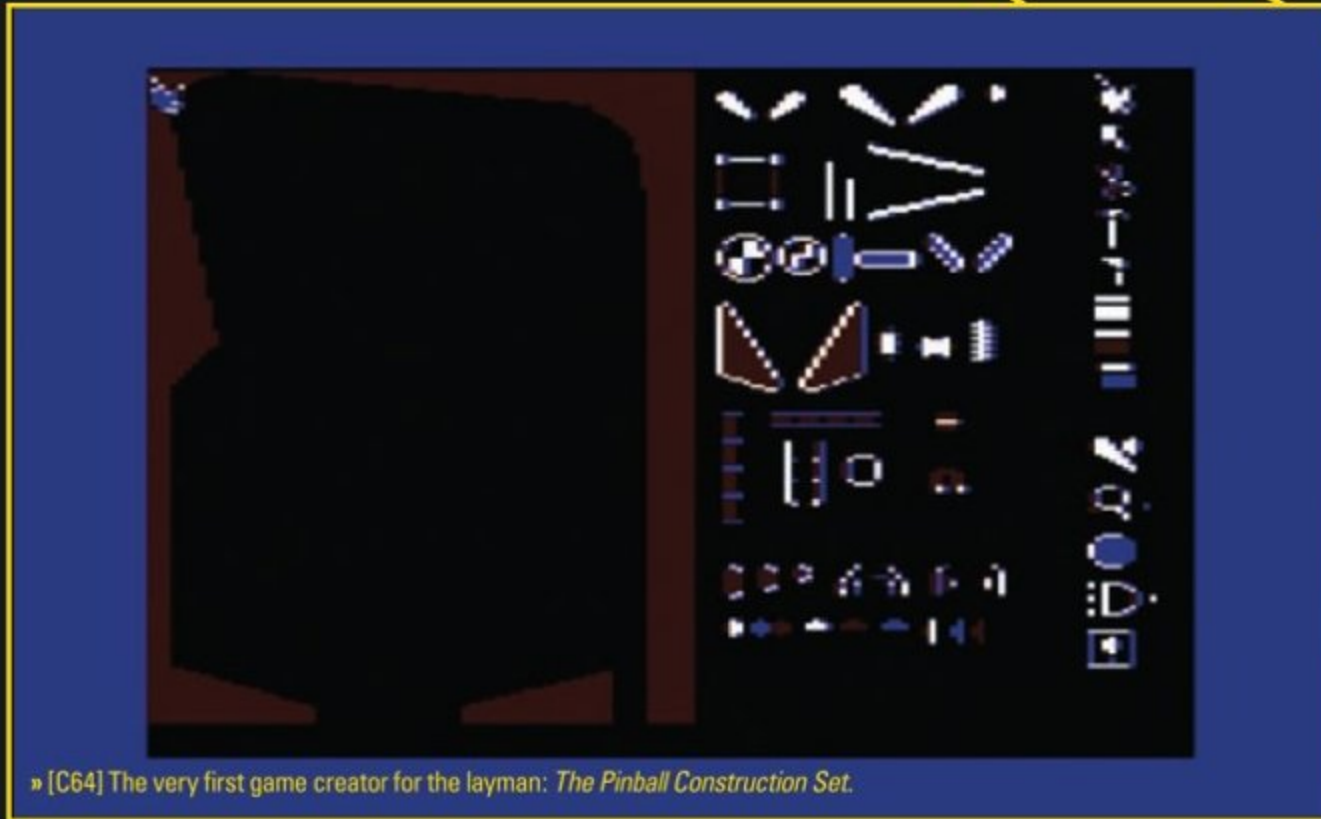 » [C64] The very first game creator for the layman: The Pinball Construction Set.